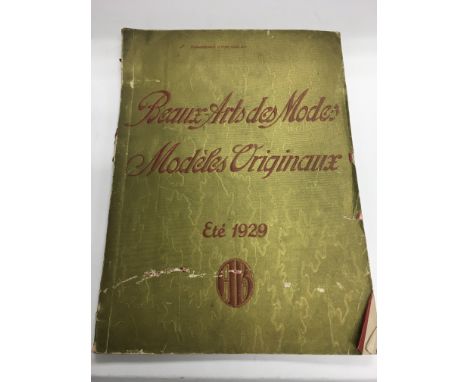 Beaux-Arts des Modes
Modèles Originaux
Eté 1929